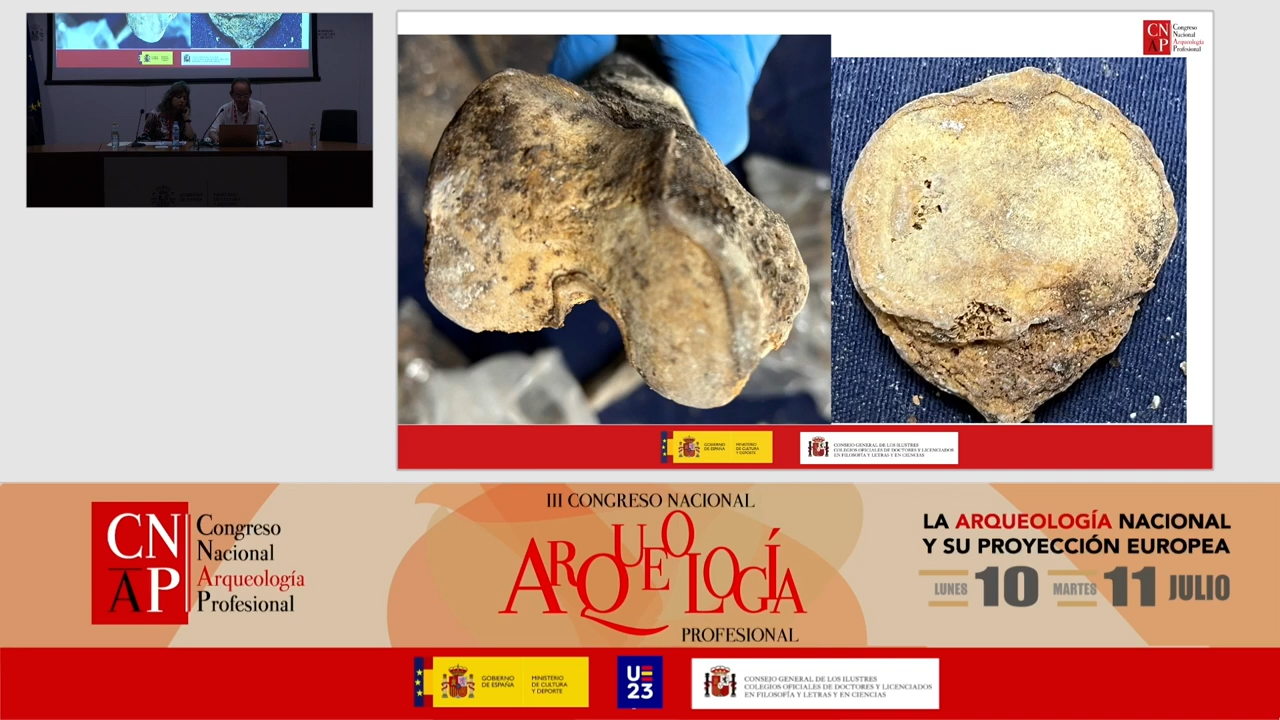 CN
AP
Congreso
Nacional
Arqueología
Profesional
GOBIERNO
DE ESPAÑA
MINISTERIO
DE CULTURA
Y DEPORTE
CONSEJO GENERAL DE LOS ILUSTRES
COLEGIOS OFICIALES DE DOCTORES Y LICENCIADOS
EN FILOSOFÍA Y LETRAS Y EN CIENCIAS
CN
AP
Congreso
Nacional
Arqueología
Profesional
III CONGRESO NACIONAL
ARQUEOLOGÍA
PROFESIONAL
LA ARQUEOLOGÍA NACIONAL
Y SU PROYECCIÓN EUROPEA
LUNES 10 MARTES 11 JULIO
GOBIERNO
DE ESPAÑA
MINISTERIO
DE CULTURA
Y DEPORTE
UE
23
CONSEJO GENERAL DE LOS ILUSTRES
COLEGIOS OFICIALES DE DOCTORES Y LICENCIADOS
EN FILOSOFÍA Y LETRAS Y EN CIENCIAS